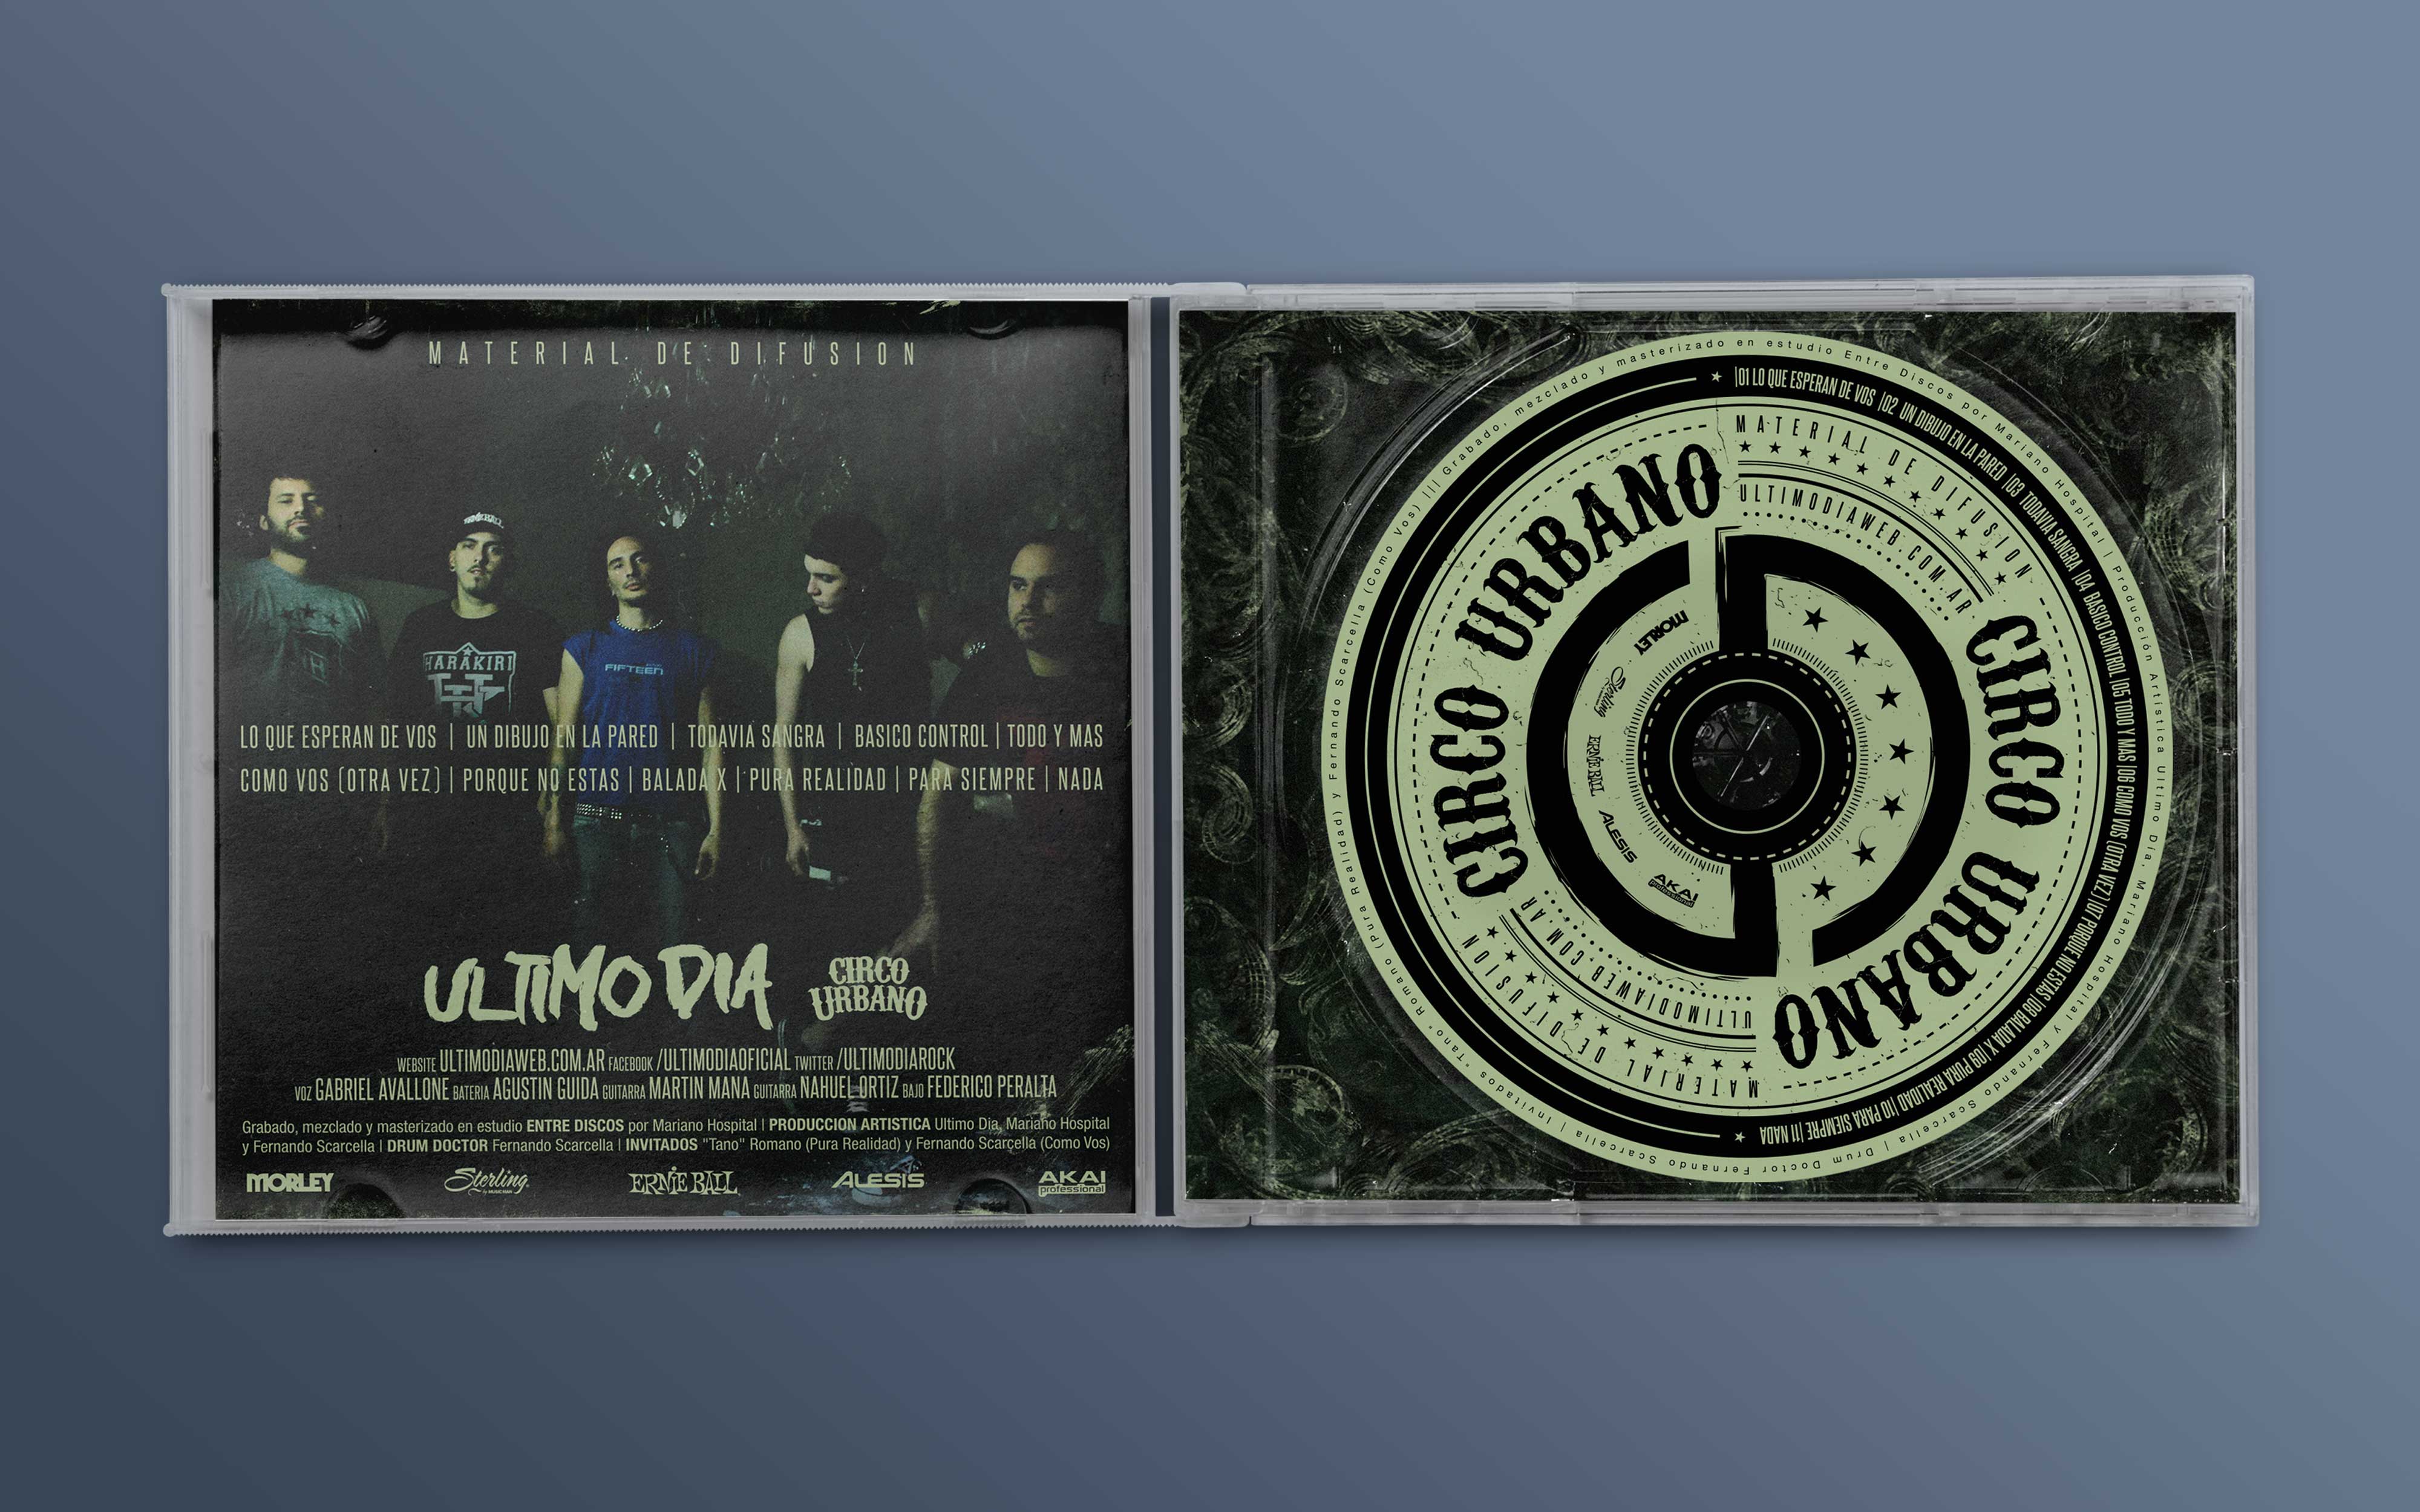 MATERIAL DE DIFUSION
HARAKIRI
FIFTEEN
LO QUE ESPERAN DE VOS | UN DIBUJO EN LA PARED | TODAVIA SANGRA | BASICO CONTROL | TODO Y MAS
COMO VOS (OTRA VEZ) | PORQUE NO ESTAS | BALADA X | PURA REALIDAD | PARA SIEMPRE | NADA
ULTIMO DIA
CIRCO
URBANO
WEBSITE ULTIMODIAWEB.COM.AR FACEBOOK /ULTIMODIAOFICIAL TWITTER /ULTIMODIAROCK
VOZ GABRIEL AVALLONE BATERIA AGUSTIN GUIDA GUITARRA MARTIN MANA GUITARRA NAHUEL ORTIZ BAJO FEDERICO PERALTA
Grabado, mezclado y masterizado en estudio ENTRE DISCOS por Mariano Hospital | PRODUCCION ARTISTICA Ultimo Dia, Mariano Hospital
y Fernando Scarcella | DRUM DOCTOR Fernando Scarcella | INVITADOS "Tano" Romano (Pura Realidad) y Fernando Scarcella (Como Vos)
MORLEY
Sterling
by MUSIC MAN
ERNIE BALL
ALESIS
AKAI
professional
Grabado, mezclado y masterizado en estudio Entre Discos por Mariano Hospital | Producción Artística Ultimo Dia, Mariano Hospital y Fernando Scarcella | Drum Doctor Fernando Scarcella | Invitados "Tano" Romano (Pura Realidad) y Fernando Scarcella (Como Vos) |||
|01 LO QUE ESPERAN DE VOS |02 UN DIBUJO EN LA PARED |03 TODAVIA SANGRA |04 BASICO CONTROL |05 TODO Y MAS |06 COMO VOS (OTRA VEZ) |07 PORQUE NO ESTAS |08 BALADA X |09 PURA REALIDAD |10 PARA SIEMPRE |11 NADA
MATERIAL DE DIFUSION
ULTIMODIAWEB.COM.AR
CIRCO URBANO
MATERIAL DE DIFUSION
ULTIMODIAWEB.COM.AR
CIRCO URBANO
MORLEY
Sterling
ERNIE BALL
ALESIS
AKAI
professional